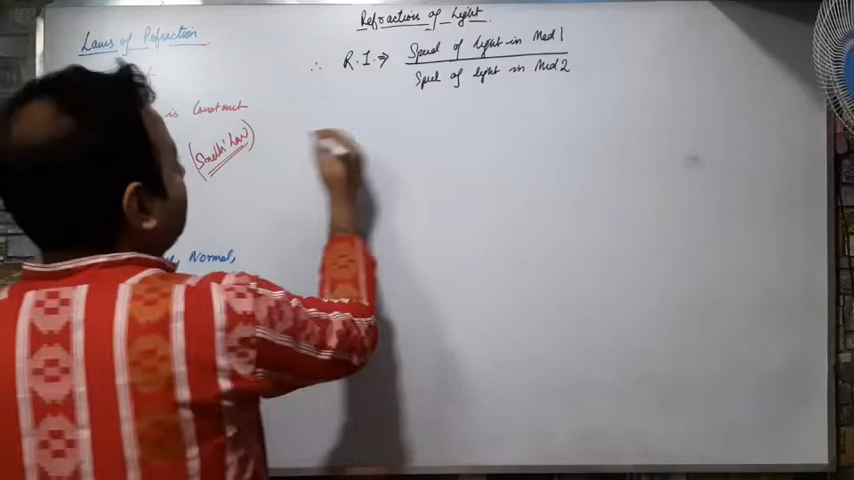 Refraction of Light
Laws of Refraction
∴ R.I ⇒ Speed of light in Med 1
Speed of light in Med 2
is Constant
(Snell's Law)
Normal,